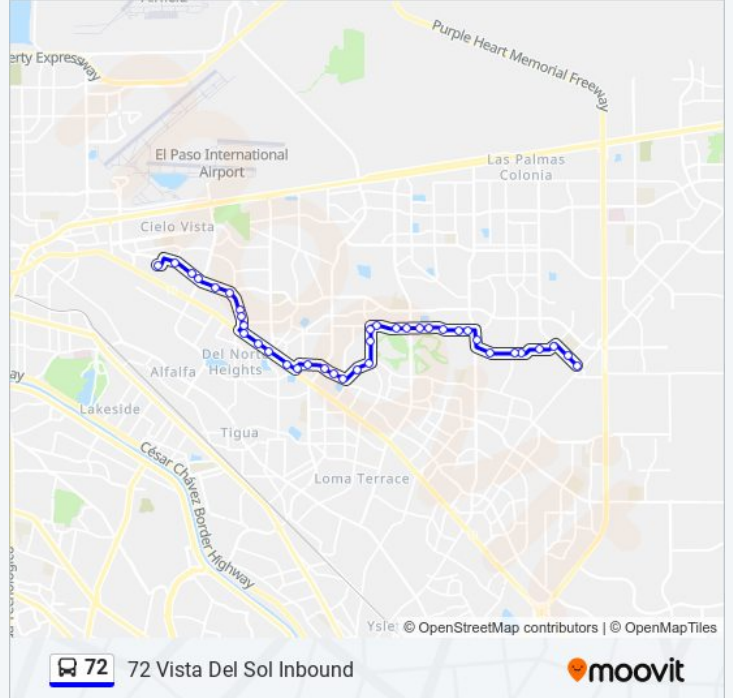 erty Expressway
Purple Heart Memorial Freeway
El Paso International
Airport
Las Palmas
Colonia
Cielo Vista
Del Norte
Heights
Alfalfa
ay
Lakeside
Tigua
César Chávez Border Highway
Loma Terrace
Ysle
© OpenStreetMap contributors | © OpenMapTiles
72
72 Vista Del Sol Inbound
moovit